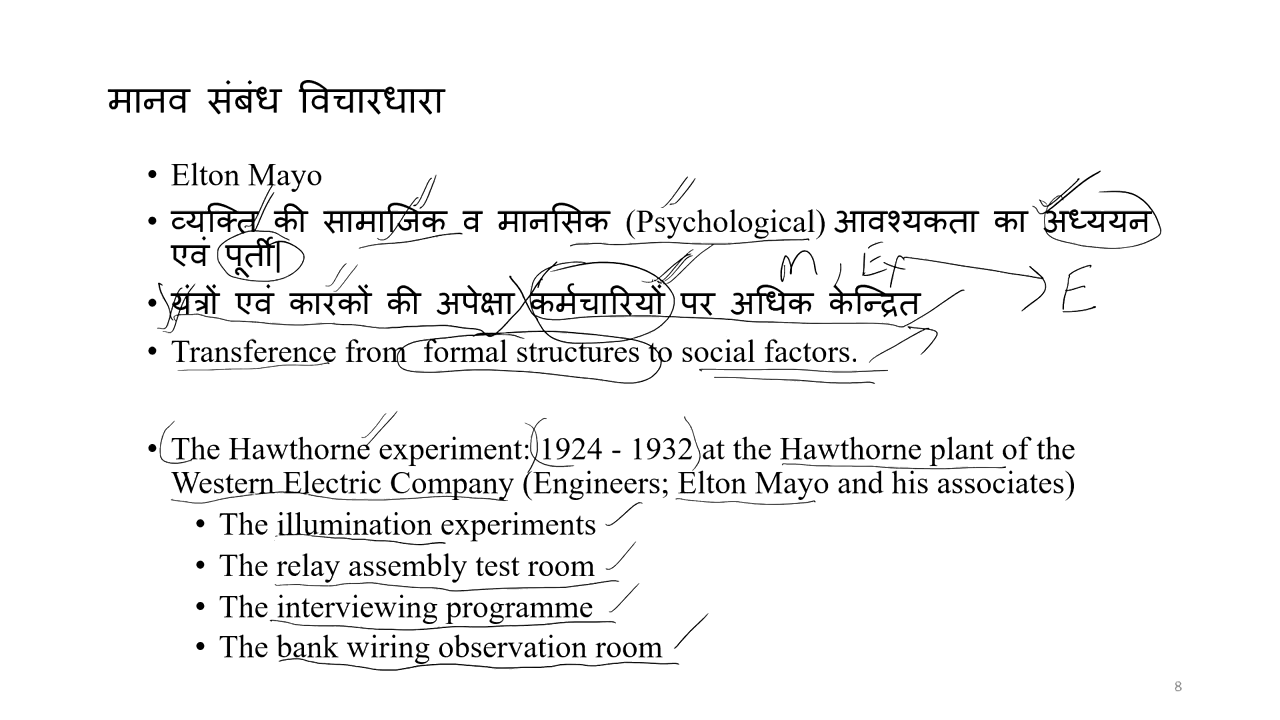 मानव संबंध विचारधारा
• Elton Mayo
• व्यक्ति की सामाजिक व मानसिक (Psychological) आवश्यकता का अध्ययन
एवं पूर्ती|
m , Ex E
• यंत्रों एवं कारकों की अपेक्षा कर्मचारियों पर अधिक केन्द्रित
• Transference from formal structures to social factors.
• The Hawthorne experiment: 1924 - 1932 at the Hawthorne plant of the
Western Electric Company (Engineers; Elton Mayo and his associates)
• The illumination experiments
• The relay assembly test room
• The interviewing programme
• The bank wiring observation room
8